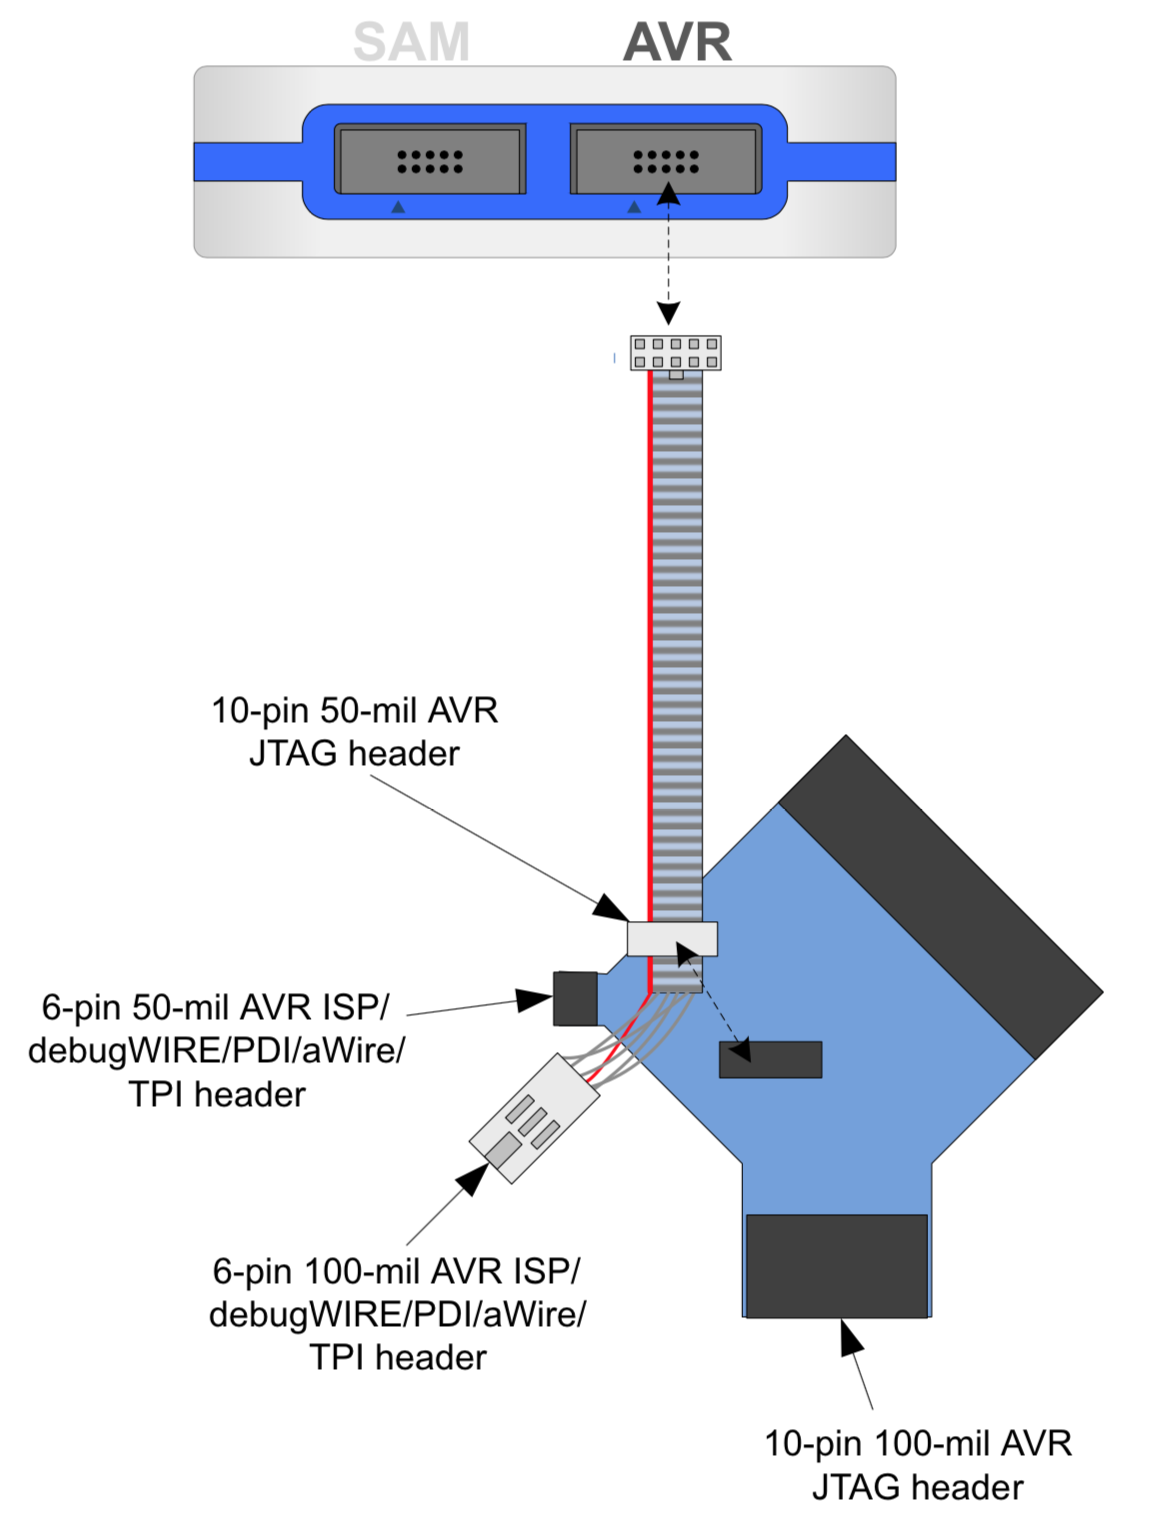 SAM
AVR
10-pin 50-mil AVR
JTAG header
6-pin 50-mil AVR ISP/
debugWIRE/PDI/aWire/
TPI header
6-pin 100-mil AVR ISP/
debugWIRE/PDI/aWire/
TPI header
10-pin 100-mil AVR
JTAG header